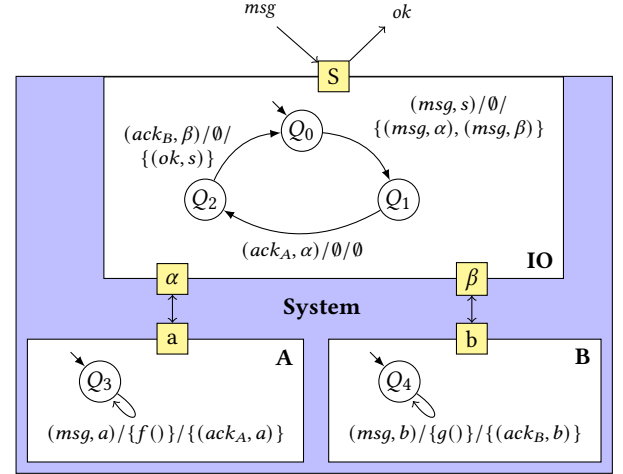 msg
ok
S
(msg, s)/∅/
{(msg, α), (msg, β)}
(ack_B, β)/∅/
{(ok, s)}
Q_0
Q_2
Q_1
(ack_A, α)/∅/∅
IO
α
β
System
a
b
A
B
Q_3
Q_4
(msg, a)/{f()}/{(ack_A, a)}
(msg, b)/{g()}/{(ack_B, b)}